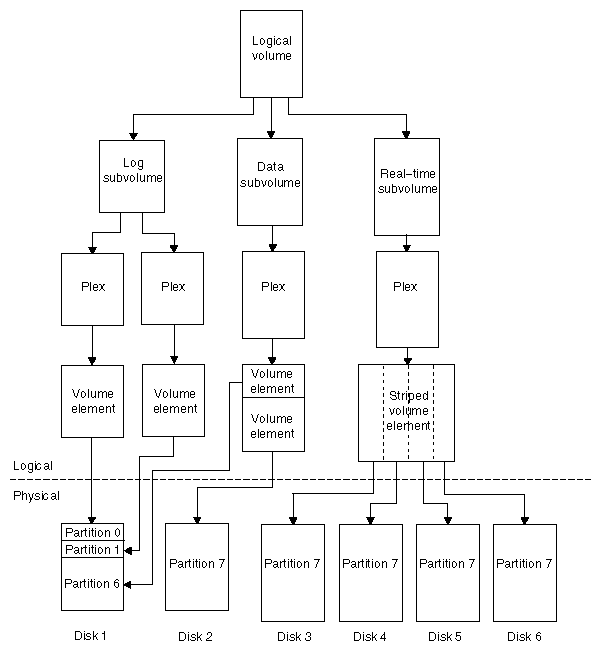 Logical
volume
Log
subvolume
Data
subvolume
Real-time
subvolume
Plex
Plex
Plex
Plex
Volume
element
Volume
element
Volume
element
Volume
element
Striped
volume
element
Logical
Physical
Partition 0
Partition 1
Partition 6
Partition 7
Partition 7
Partition 7
Partition 7
Partition 7
Disk 1
Disk 2
Disk 3
Disk 4
Disk 5
Disk 6